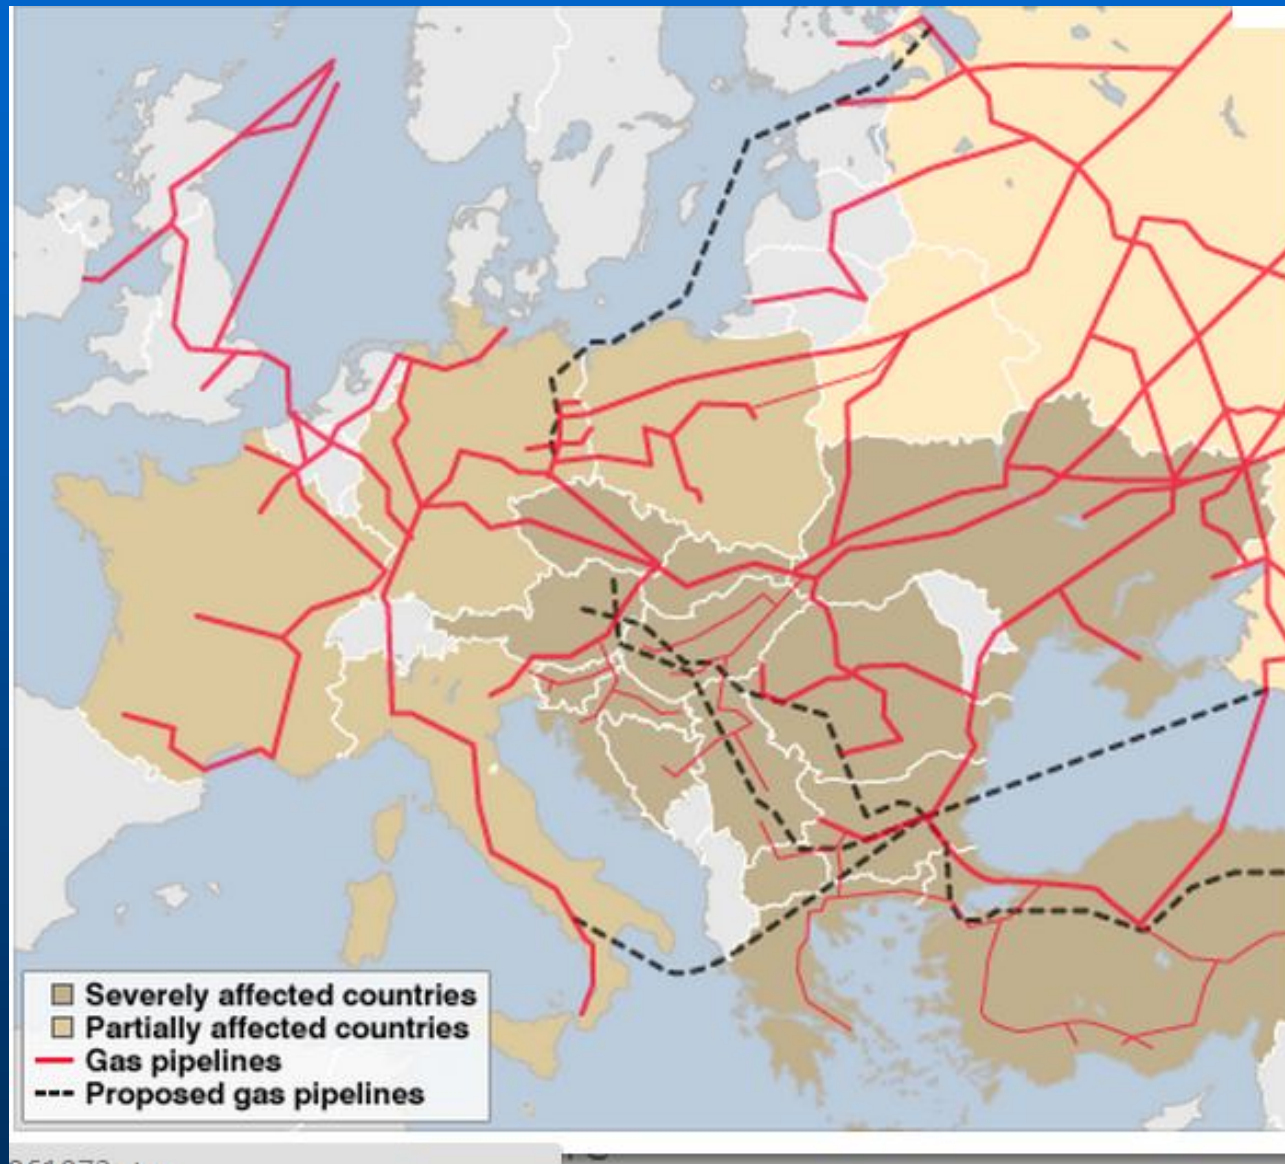 Severely affected countries
Partially affected countries
Gas pipelines
Proposed gas pipelines